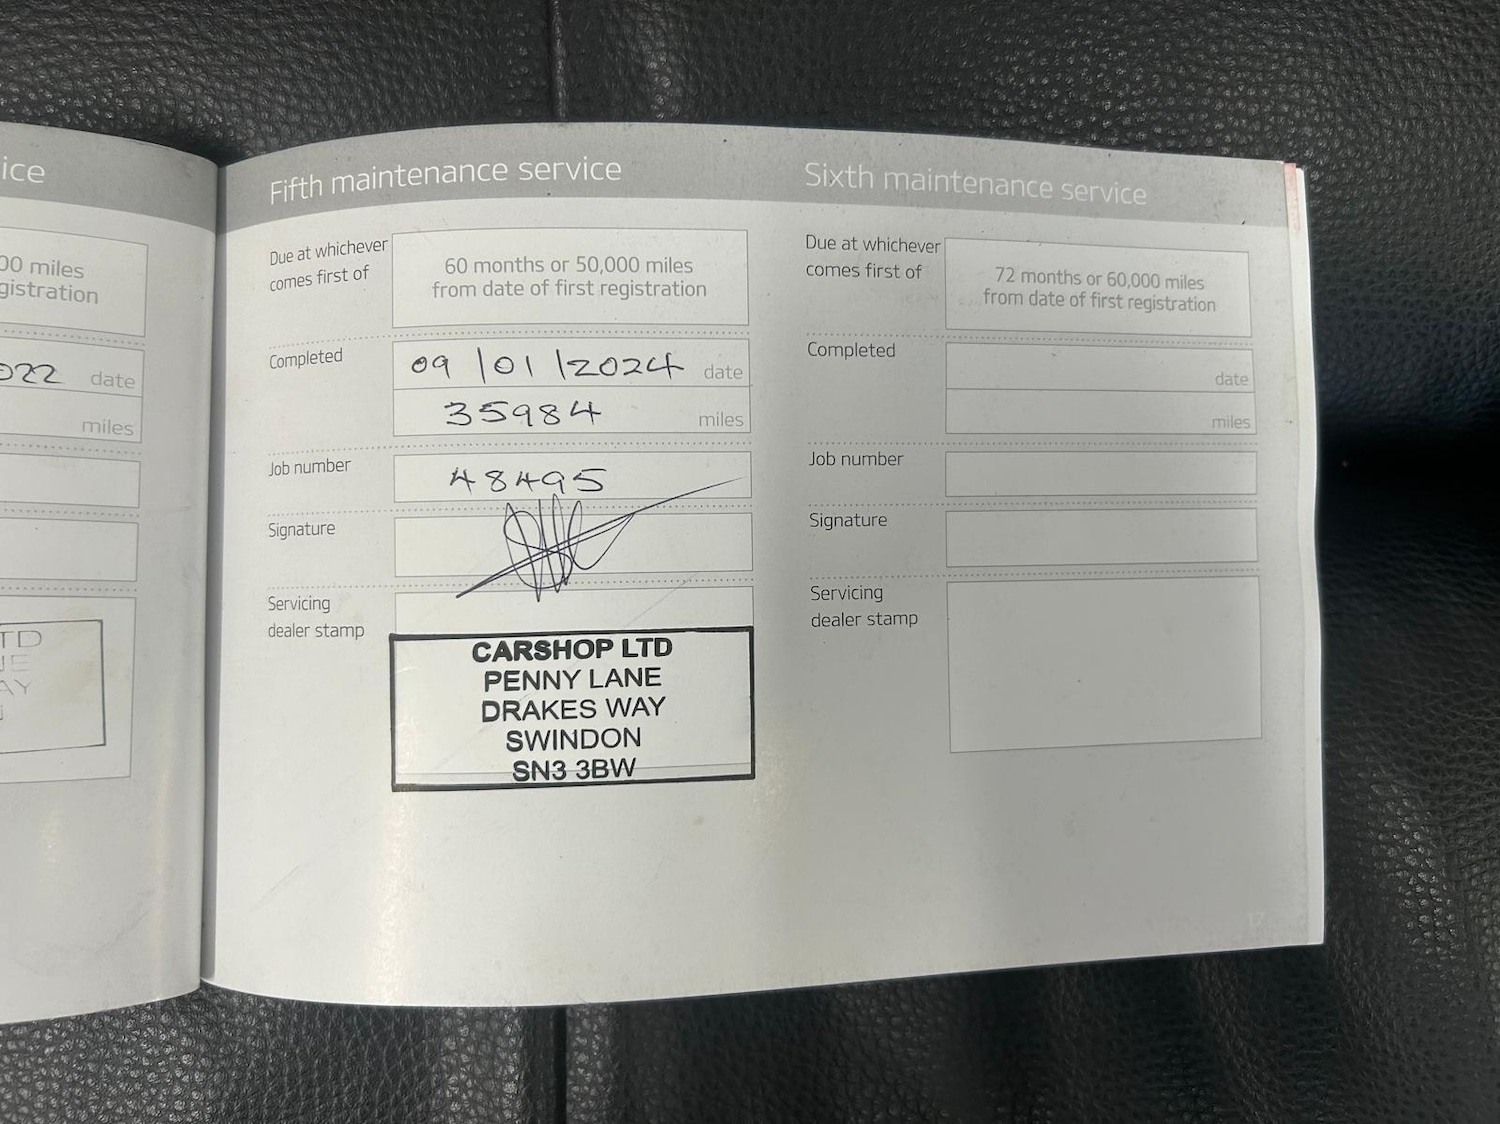 ice
00 miles
gistration
022 date
miles
TD
AY
Fifth maintenance service
Due at whichever
comes first of
60 months or 50,000 miles
from date of first registration
Completed
09/01/2024 date
35984 miles
Job number
48495
Signature
Servicing
dealer stamp
CARSHOP LTD
PENNY LANE
DRAKES WAY
SWINDON
SN3 3BW
Sixth maintenance service
Due at whichever
comes first of
72 months or 60,000 miles
from date of first registration
Completed
date
miles
Job number
Signature
Servicing
dealer stamp
17